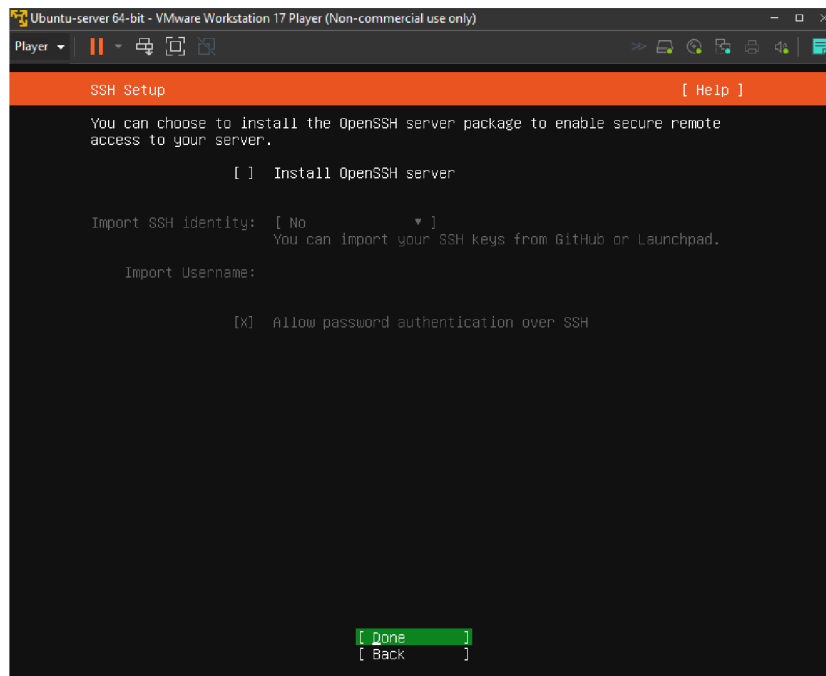 Ubuntu-server 64-bit - VMware Workstation 17 Player (Non-commercial use only)
Player
SSH Setup [ Help ]
You can choose to install the OpenSSH server package to enable secure remote
access to your server.
[ ] Install OpenSSH server
Import SSH identity: [ No ▾ ]
You can import your SSH keys from GitHub or Launchpad.
Import Username:
[X] Allow password authentication over SSH
[ Done ]
[ Back ]